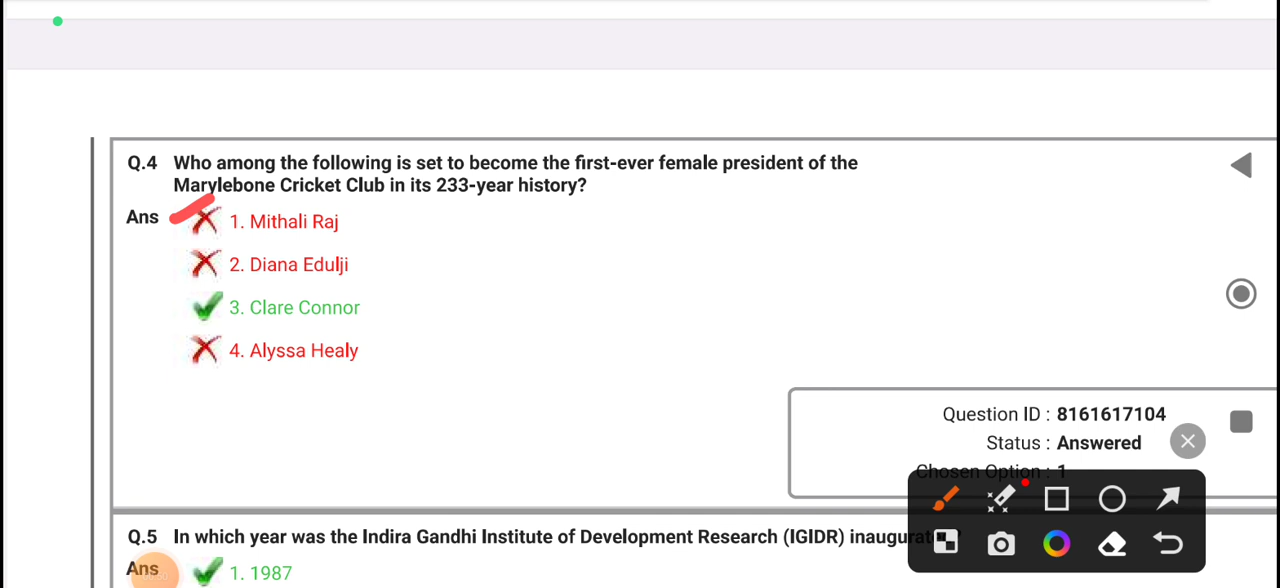 Q.4 Who among the following is set to become the first-ever female president of the
Marylebone Cricket Club in its 233-year history?
Ans 1. Mithali Raj
2. Diana Edulji
3. Clare Connor
4. Alyssa Healy
Question ID : 8161617104
Status : Answered
Chosen Option : 1
Q.5 In which year was the Indira Gandhi Institute of Development Research (IGIDR)
Ans 1. 1987